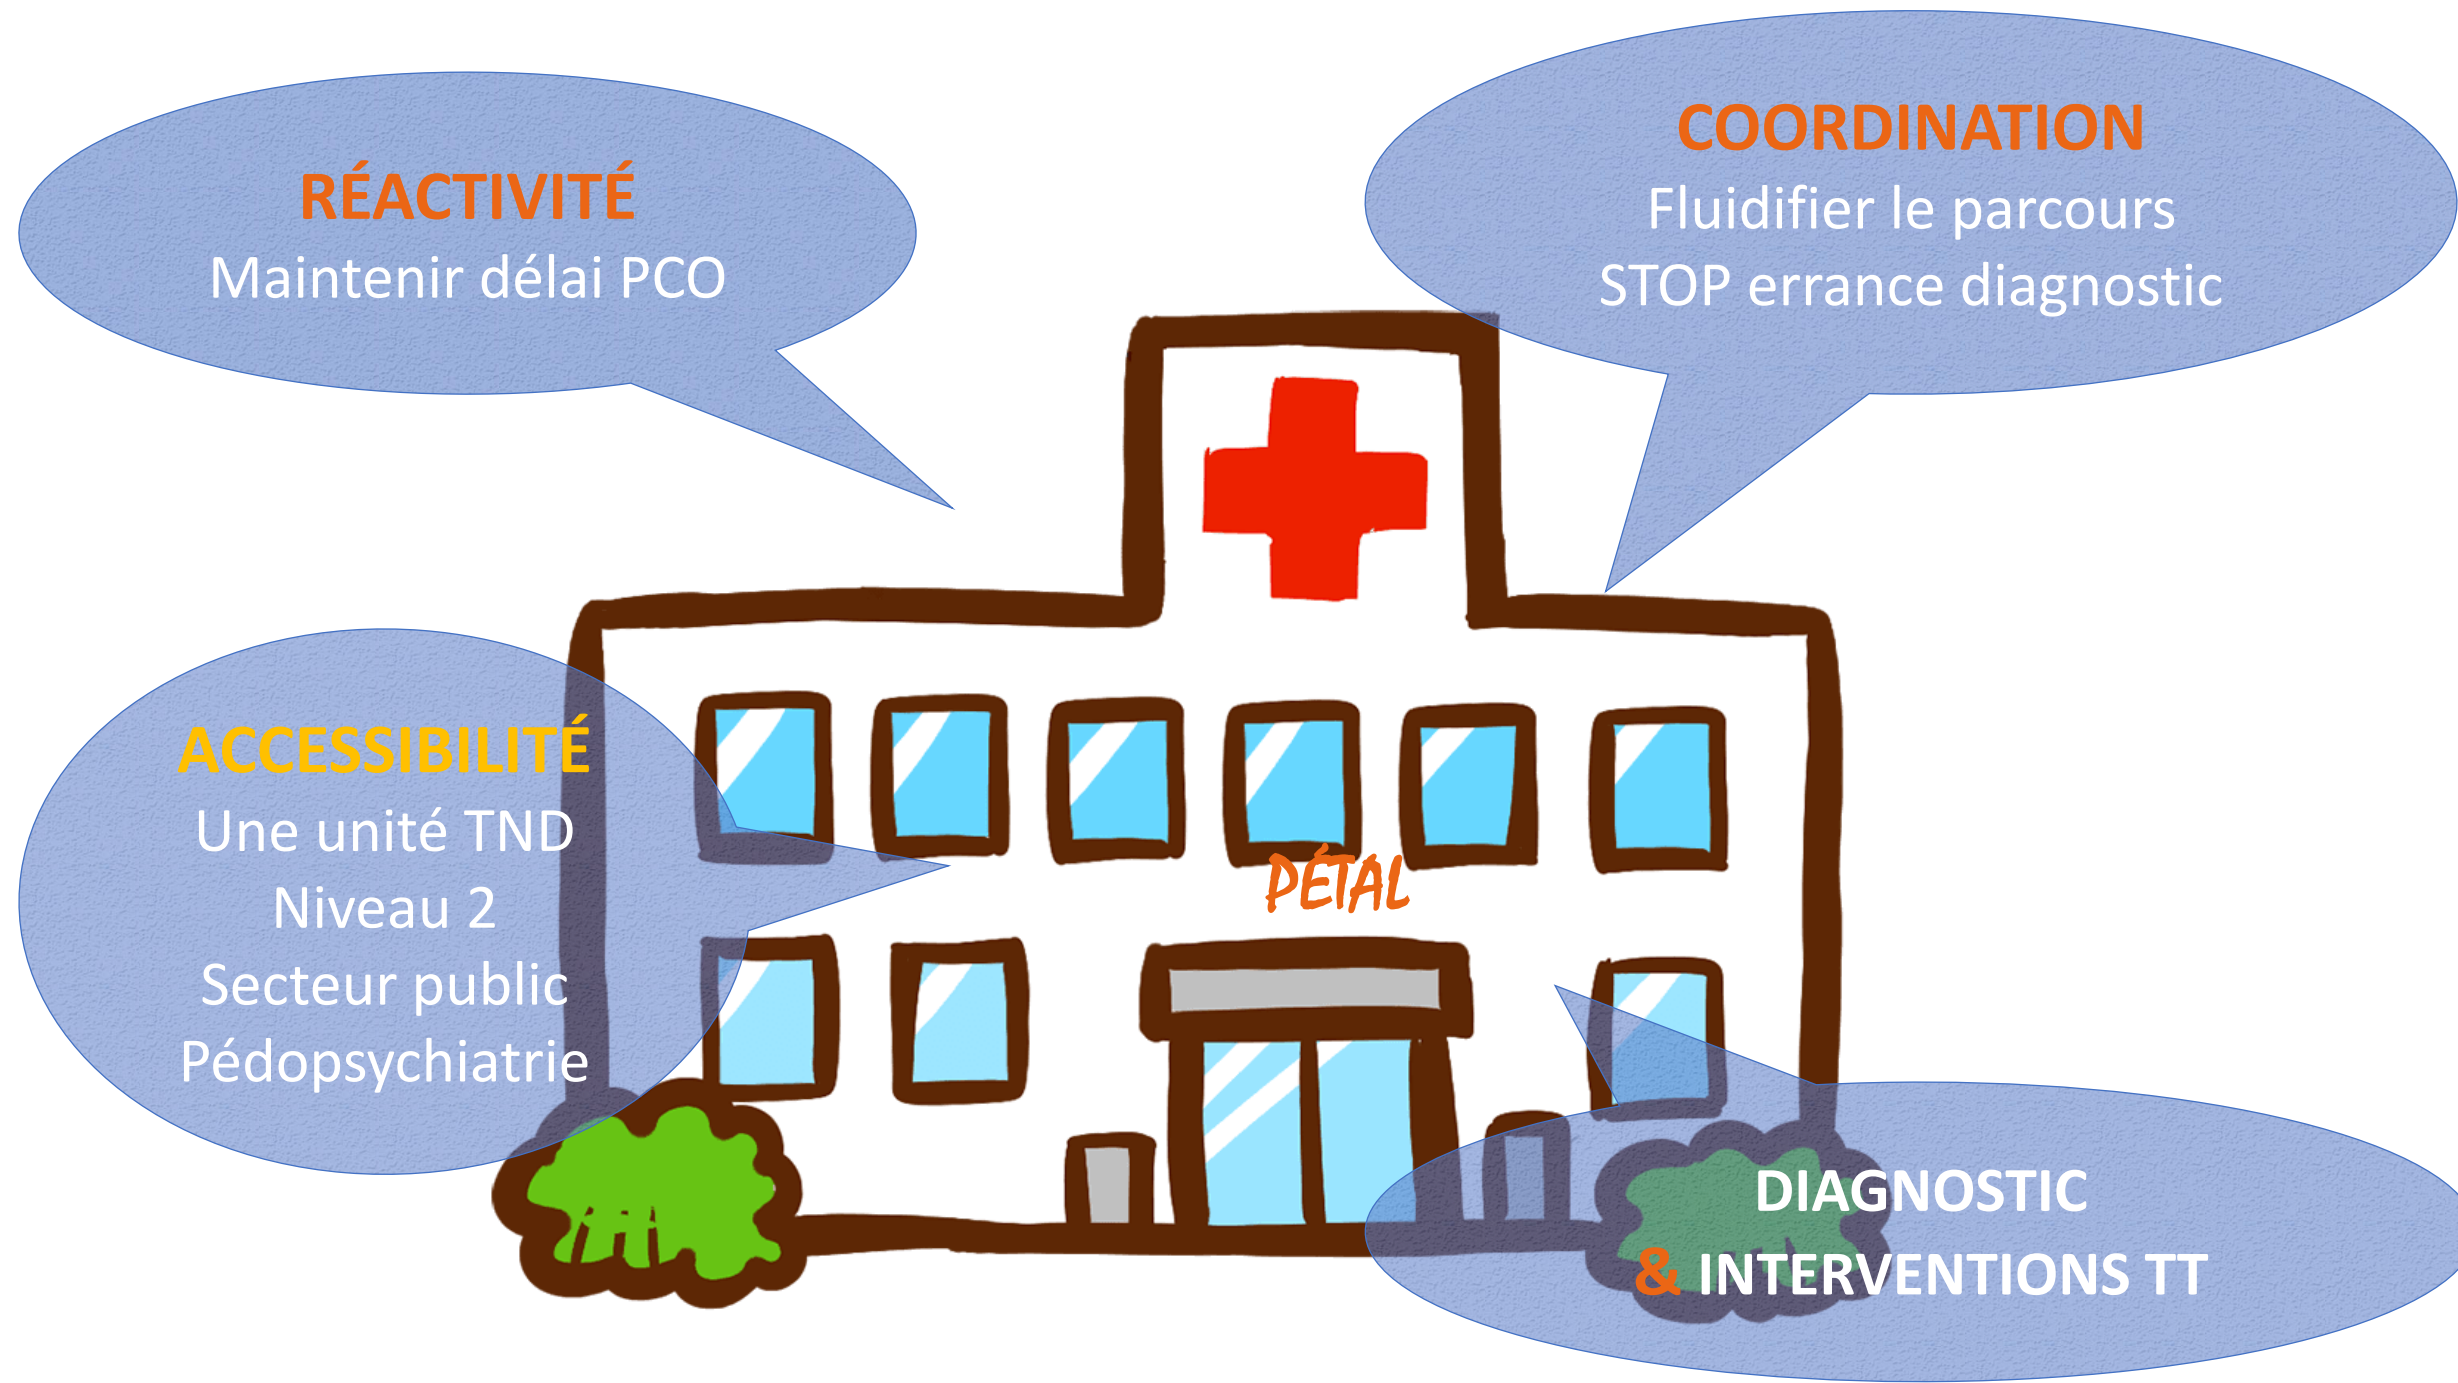 RÉACTIVITÉ
Maintenir délai PCO
COORDINATION
Fluidifier le parcours
STOP errance diagnostic
ACCESSIBILITÉ
Une unité TND
Niveau 2
Secteur public
Pédopsychiatrie
PÉTAL
DIAGNOSTIC
& INTERVENTIONS TT